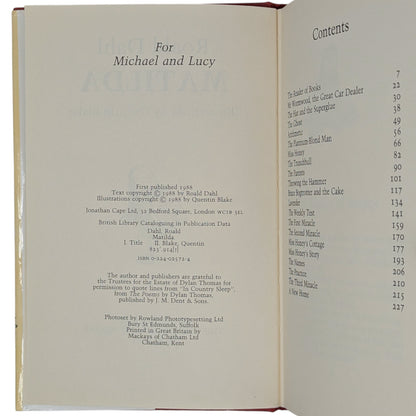 For
Michael and Lucy
First published 1988
Text copyright © 1988 by Roald Dahl
Illustrations copyright © 1988 by Quentin Blake
Jonathan Cape Ltd, 32 Bedford Square, London WC1B 3EL
British Library Cataloguing in Publication Data
Dahl, Roald
Matilda
I. Title II. Blake, Quentin
823'.914[J]
ISBN 0-224-02572-4
The author and publishers are grateful to
the Trustees for the Estate of Dylan Thomas for
permission to quote lines from "In Country Sleep",
from The Poems by Dylan Thomas,
published by J. M. Dent & Sons.
Photoset by Rowland Phototypesetting Ltd
Bury St Edmunds, Suffolk
Printed in Great Britain by
Mackays of Chatham Ltd
Chatham, Kent
Contents
The Reader of Books 7
Mr Wormwood, the Great Car Dealer 22
The Hat and the Superglue 30
The Ghost 38
Arithmetic 49
The Platinum-Blond Man 56
Miss Honey 66
The Trunchbull 82
The Parents 90
Throwing the Hammer 101
Bruce Bogtrotter and the Cake 117
Lavender 134
The Weekly Test 141
The First Miracle 159
The Second Miracle 168
Miss Honey's Cottage 177
Miss Honey's Story 193
The Names 206
The Practice 210
The Third Miracle 215
A New Home 227